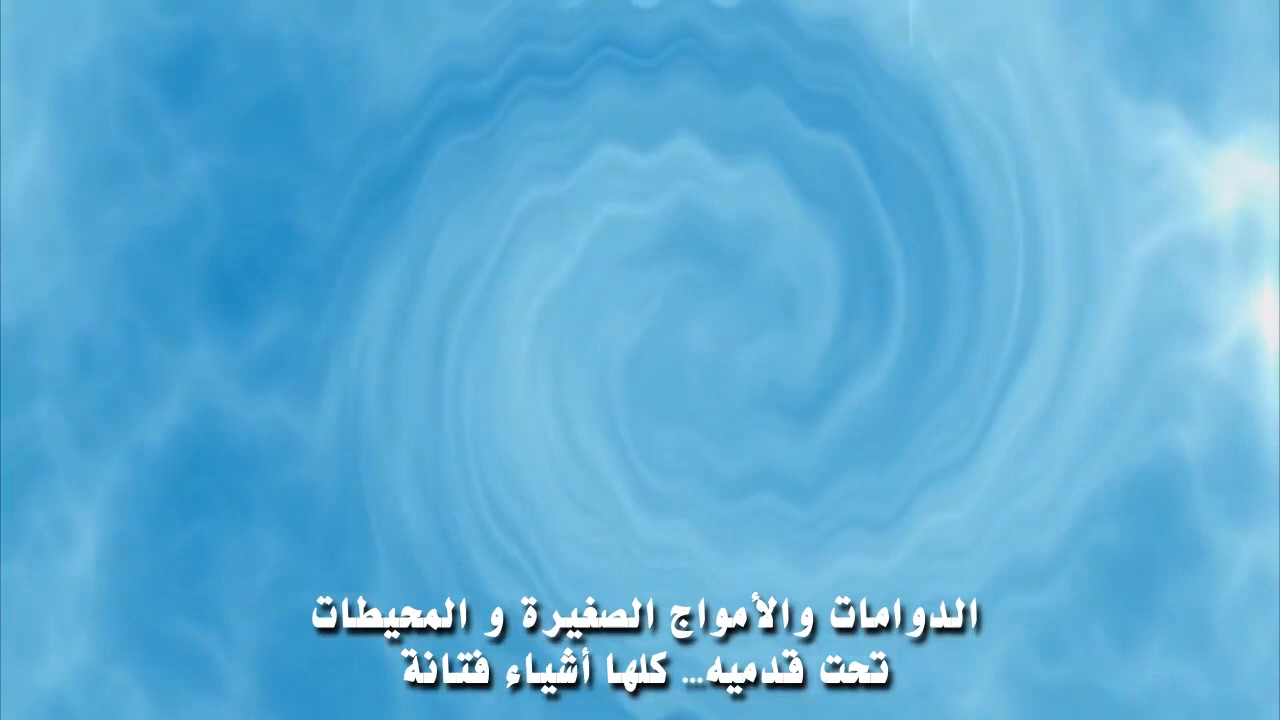 الدوامات والأمواج الصغيرة و المحيطات
تحت قدميه... كلها أشياء فتانة